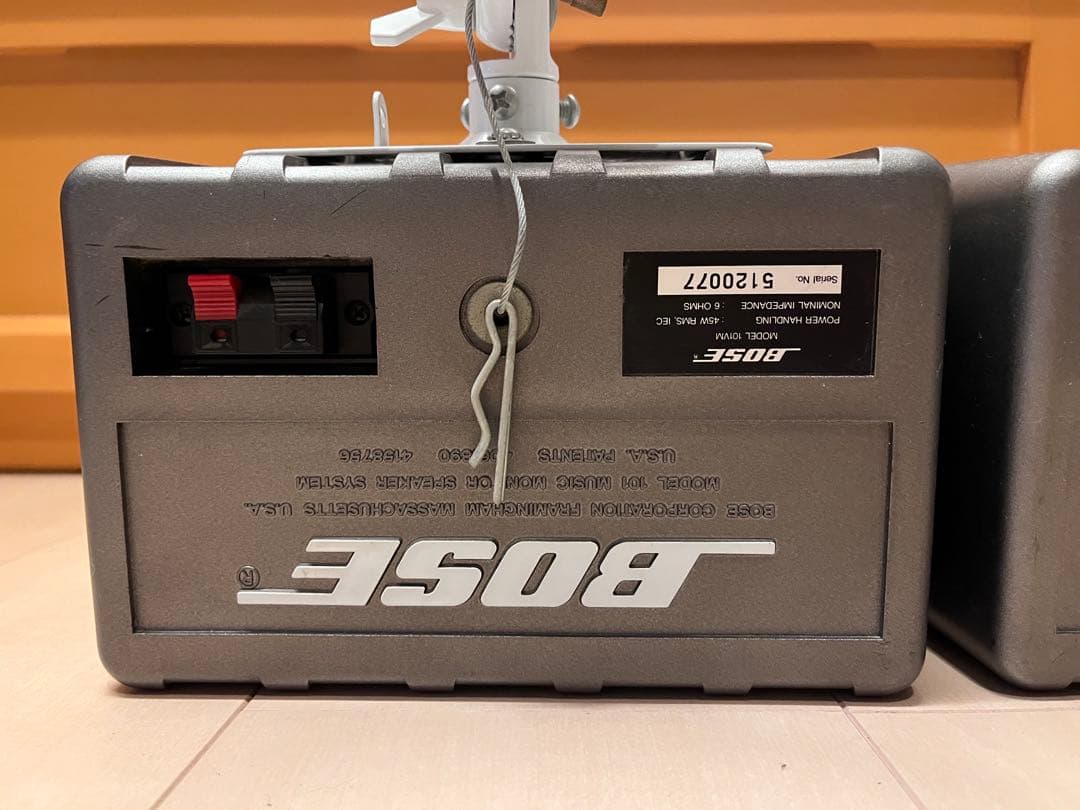 BOSE®
BOSE CORPORATION FRAMINGHAM MASSACHUSETTS U.S.A.
MODEL 101 MUSIC MONITOR SPEAKER SYSTEM
U.S.A. PATENTS 4158756
BOSE®
MODEL 101VM
POWER HANDLING : 45W RMS, IEC
NOMINAL IMPEDANCE : 6 OHMS
Serial No. 5120077